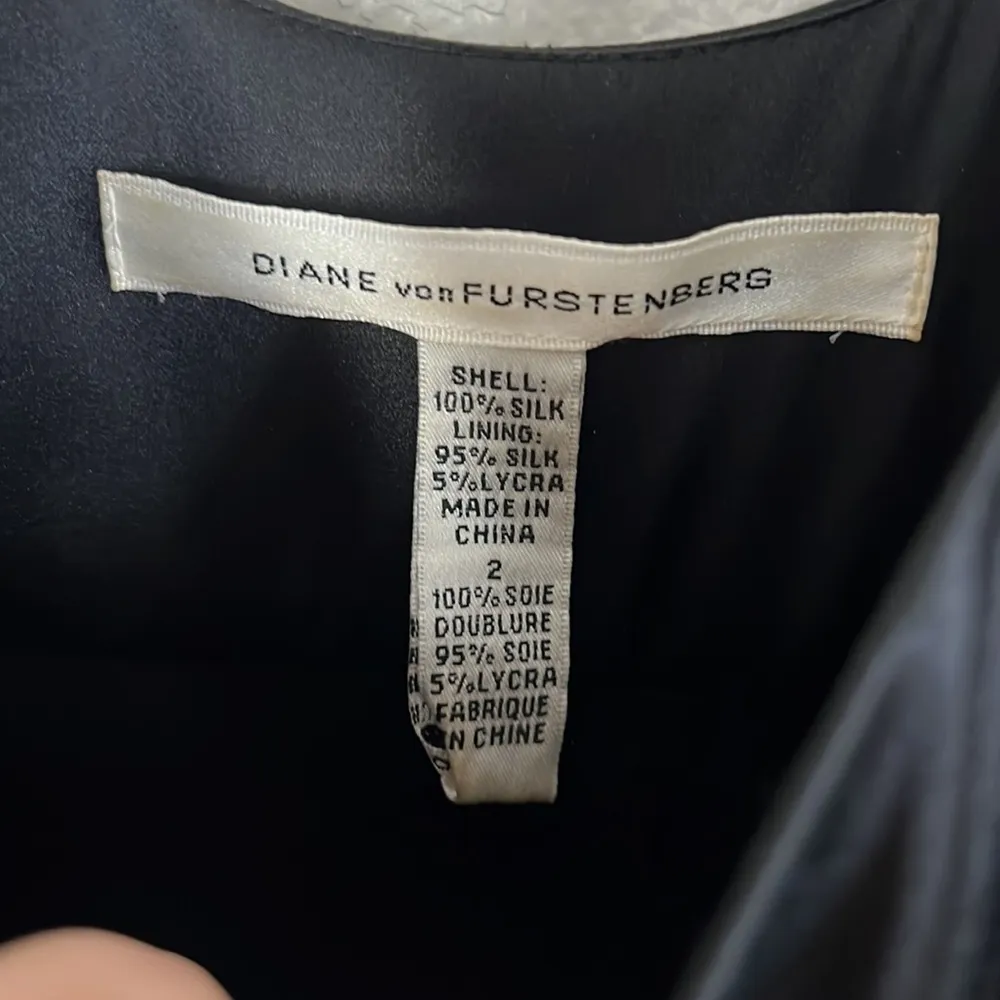 DIANE von FURSTENBERG
SHELL:
100% SILK
LINING:
95% SILK
5% LYCRA
MADE IN
CHINA
2
100% SOIE
DOUBLURE
95% SOIE
5% LYCRA
FABRIQUE
IN CHINE